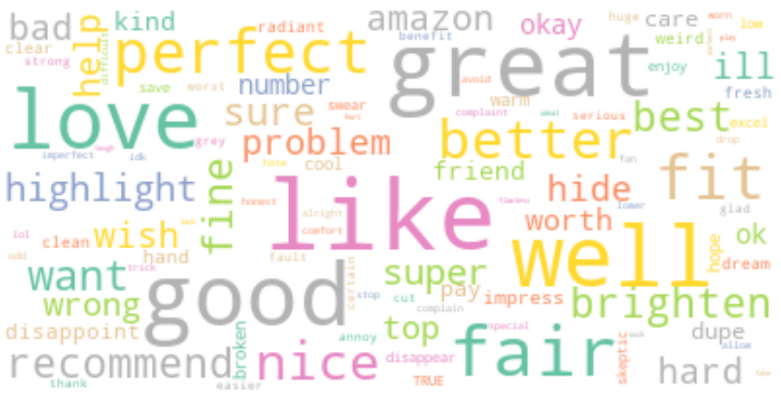 bad
help
kind
radiant
amazon
okay
huge
care
worn
low
clear
strong
difficult
perfect
benefit
great
weird
play
enjoy
ill
save
worst
number
avoid
fresh
love
sure
swear
warm
complaint
serious
best
excel
grey
problem
better
drop
imperfect
tough
idk
hate
cool
friend
fan
fit
highlight
fine
like
honest
alright
comfort
flawless
hide
worth
lower
glad
lol
clean
wish
well
hope
ok
odd
hand
fault
dream
want
trick
good
certain
stop
super
pay
cut
complain
impress
brighten
wrong
disappoint
broken
annoy
top
special
fair
skeptic
dupe
allow
recommend
nice
disappear
TRUE
hard
thank
easier